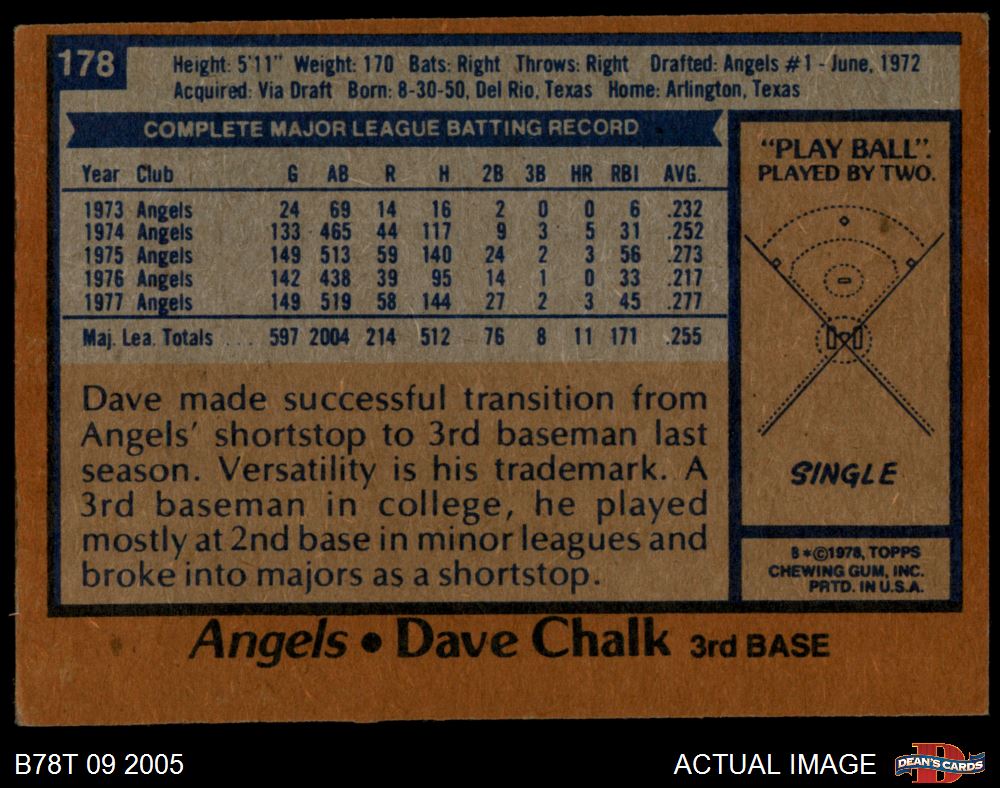 178
Height: 5'11" Weight: 170 Bats: Right Throws: Right Drafted: Angels #1 - June, 1972
Acquired: Via Draft Born: 8-30-50, Del Rio, Texas Home: Arlington, Texas
COMPLETE MAJOR LEAGUE BATTING RECORD
Year Club G AB R H 2B 3B HR RBI AVG.
1973 Angels 24 69 14 16 2 0 0 6 .232
1974 Angels 133 465 44 117 9 3 5 31 .252
1975 Angels 149 513 59 140 24 2 3 56 .273
1976 Angels 142 438 39 95 14 1 0 33 .217
1977 Angels 149 519 58 144 27 2 3 45 .277
Maj. Lea. Totals . . . 597 2004 214 512 76 8 11 171 .255
Dave made successful transition from
Angels' shortstop to 3rd baseman last
season. Versatility is his trademark. A
3rd baseman in college, he played
mostly at 2nd base in minor leagues and
broke into majors as a shortstop.
"PLAY BALL".
PLAYED BY TWO.
SINGLE
B*©1978, TOPPS
CHEWING GUM, INC.
PRTD. IN U.S.A.
Angels • Dave Chalk 3rd BASE
B78T 09 2005
ACTUAL IMAGE
D
DEAN'S CARDS